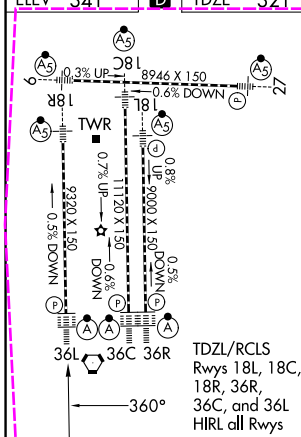 ELEV 341 D TDZE 321
A5
18C
0.3% UP 8946 X 150
9 27
A5 A5
18R 18L
0.6% DOWN
P
A5 TWR A5
P
0.7% UP
0.8% UP
9320 X 150
11120 X 150
9000 X 150
0.5% DOWN
0.6% DOWN
0.5% DOWN
P P P
A A A
36L 36C 36R
360°
TDZL/RCLS
Rwys 18L, 18C,
18R, 36R,
36C, and 36L
HIRL all Rwys